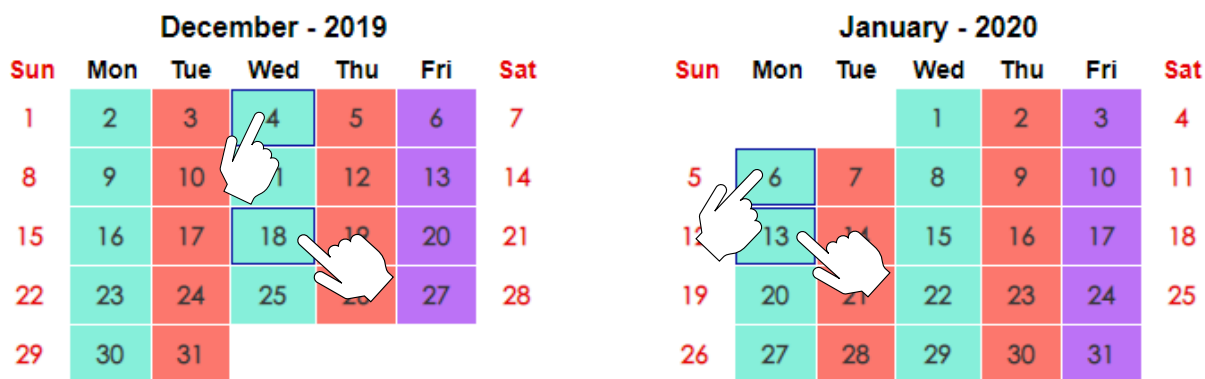 December - 2019
Sun Mon Tue Wed Thu Fri Sat
1 2 3 4 5 6 7
8 9 10 12 13 14
15 16 17 18 19 20 21
22 23 24 25 27 28
29 30 31
January - 2020
Sun Mon Tue Wed Thu Fri Sat
1 2 3 4
5 6 7 8 9 10 11
12 13 14 15 16 17 18
19 20 21 22 23 24 25
26 27 28 29 30 31